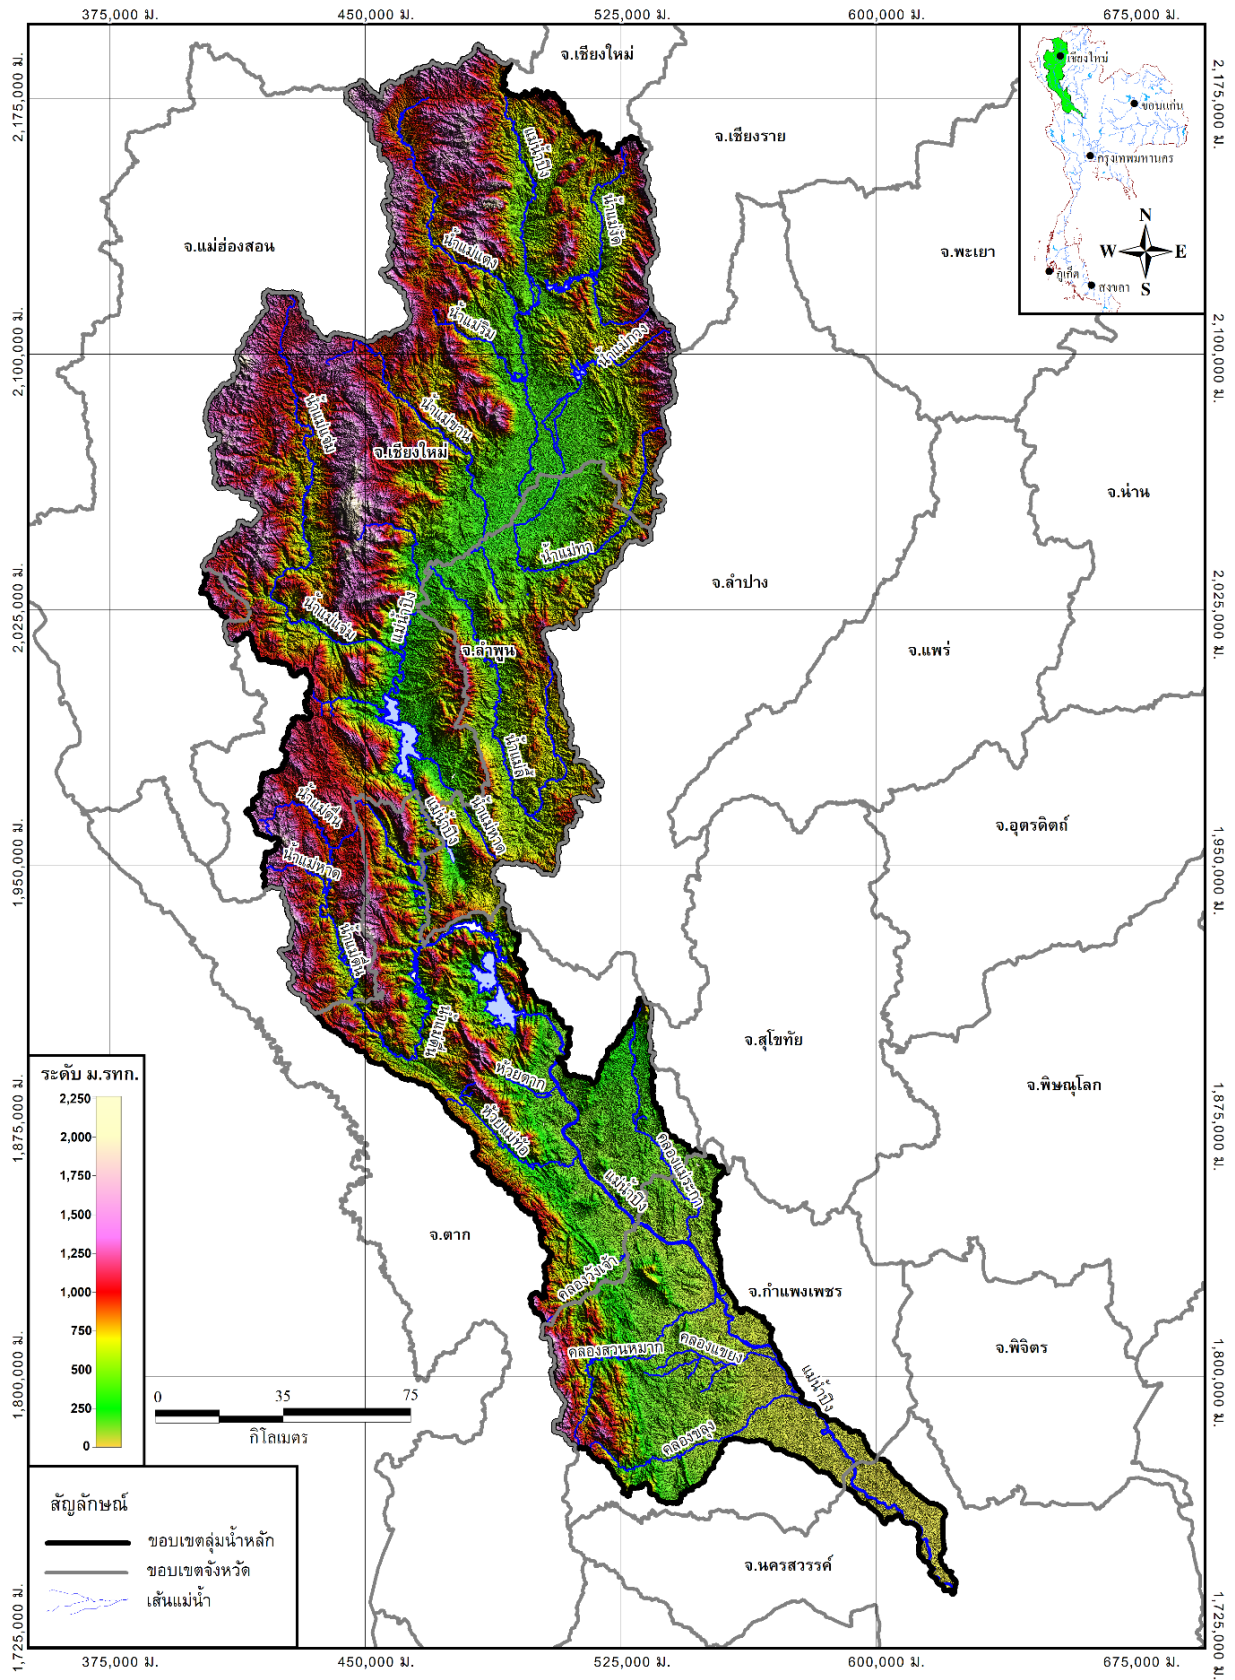 375,000 ม.
450,000 ม.
525,000 ม.
600,000 ม.
675,000 ม.
จ.เชียงใหม่
เชียงใหม่
2,175,000 ม.
2,175,000 ม.
ขอนแก่น
จ.เชียงราย
แม่น้ำปิง
กรุงเทพมหานคร
น้ำแม่งัด
N
จ.แม่ฮ่องสอน
น้ำแม่แตง
จ.พะเยา
W
E
ภูเก็ต
สงขลา
S
น้ำแม่ริม
น้ำแม่กวง
2,100,000 ม.
2,100,000 ม.
น้ำแม่แจ่ม
น้ำแม่ขาน
จ.เชียงใหม่
จ.น่าน
น้ำแม่ทา
จ.ลำปาง
2,025,000 ม.
2,025,000 ม.
น้ำแม่แจ่ม
แม่น้ำปิง
จ.ลำพูน
จ.แพร่
น้ำแม่ลี้
น้ำแม่ตื่น
แม่น้ำปิง
น้ำแม่หาด
จ.อุตรดิตถ์
น้ำแม่หาด
1,950,000 ม.
1,950,000 ม.
น้ำแม่ตื่น
น้ำแม่ตื่น
จ.สุโขทัย
ห้วยตาก
จ.พิษณุโลก
ระดับ ม.รทก.
2,250
2,000
1,750
1,500
1,250
1,000
750
500
250
0
ห้วยแม่ท้อ
1,875,000 ม.
1,875,000 ม.
คลองแม่ระกา
แม่น้ำปิง
จ.ตาก
คลองวังเจ้า
จ.กำแพงเพชร
คลองสวนหมาก
คลองแขยง
จ.พิจิตร
1,800,000 ม.
1,800,000 ม.
แม่น้ำปิง
0
35
75
กิโลเมตร
คลองขลุง
สัญลักษณ์
ขอบเขตลุ่มน้ำหลัก
ขอบเขตจังหวัด
เส้นแม่น้ำ
จ.นครสวรรค์
1,725,000 ม.
1,725,000 ม.
375,000 ม.
450,000 ม.
525,000 ม.
600,000 ม.
675,000 ม.